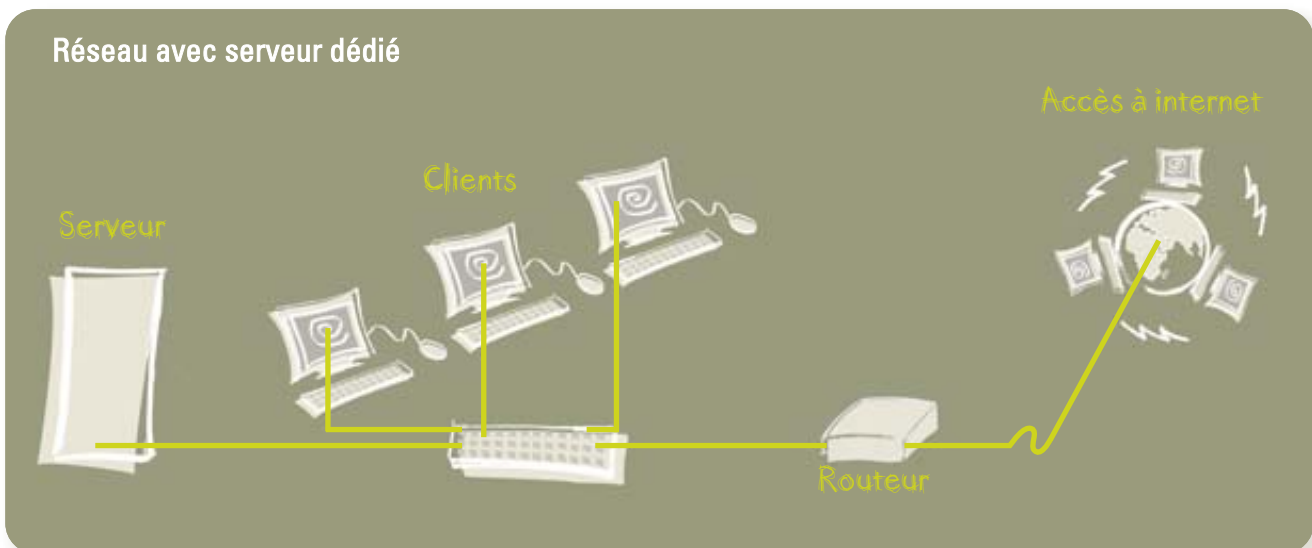 Réseau avec serveur dédié
Accès à internet
Clients
Serveur
Routeur